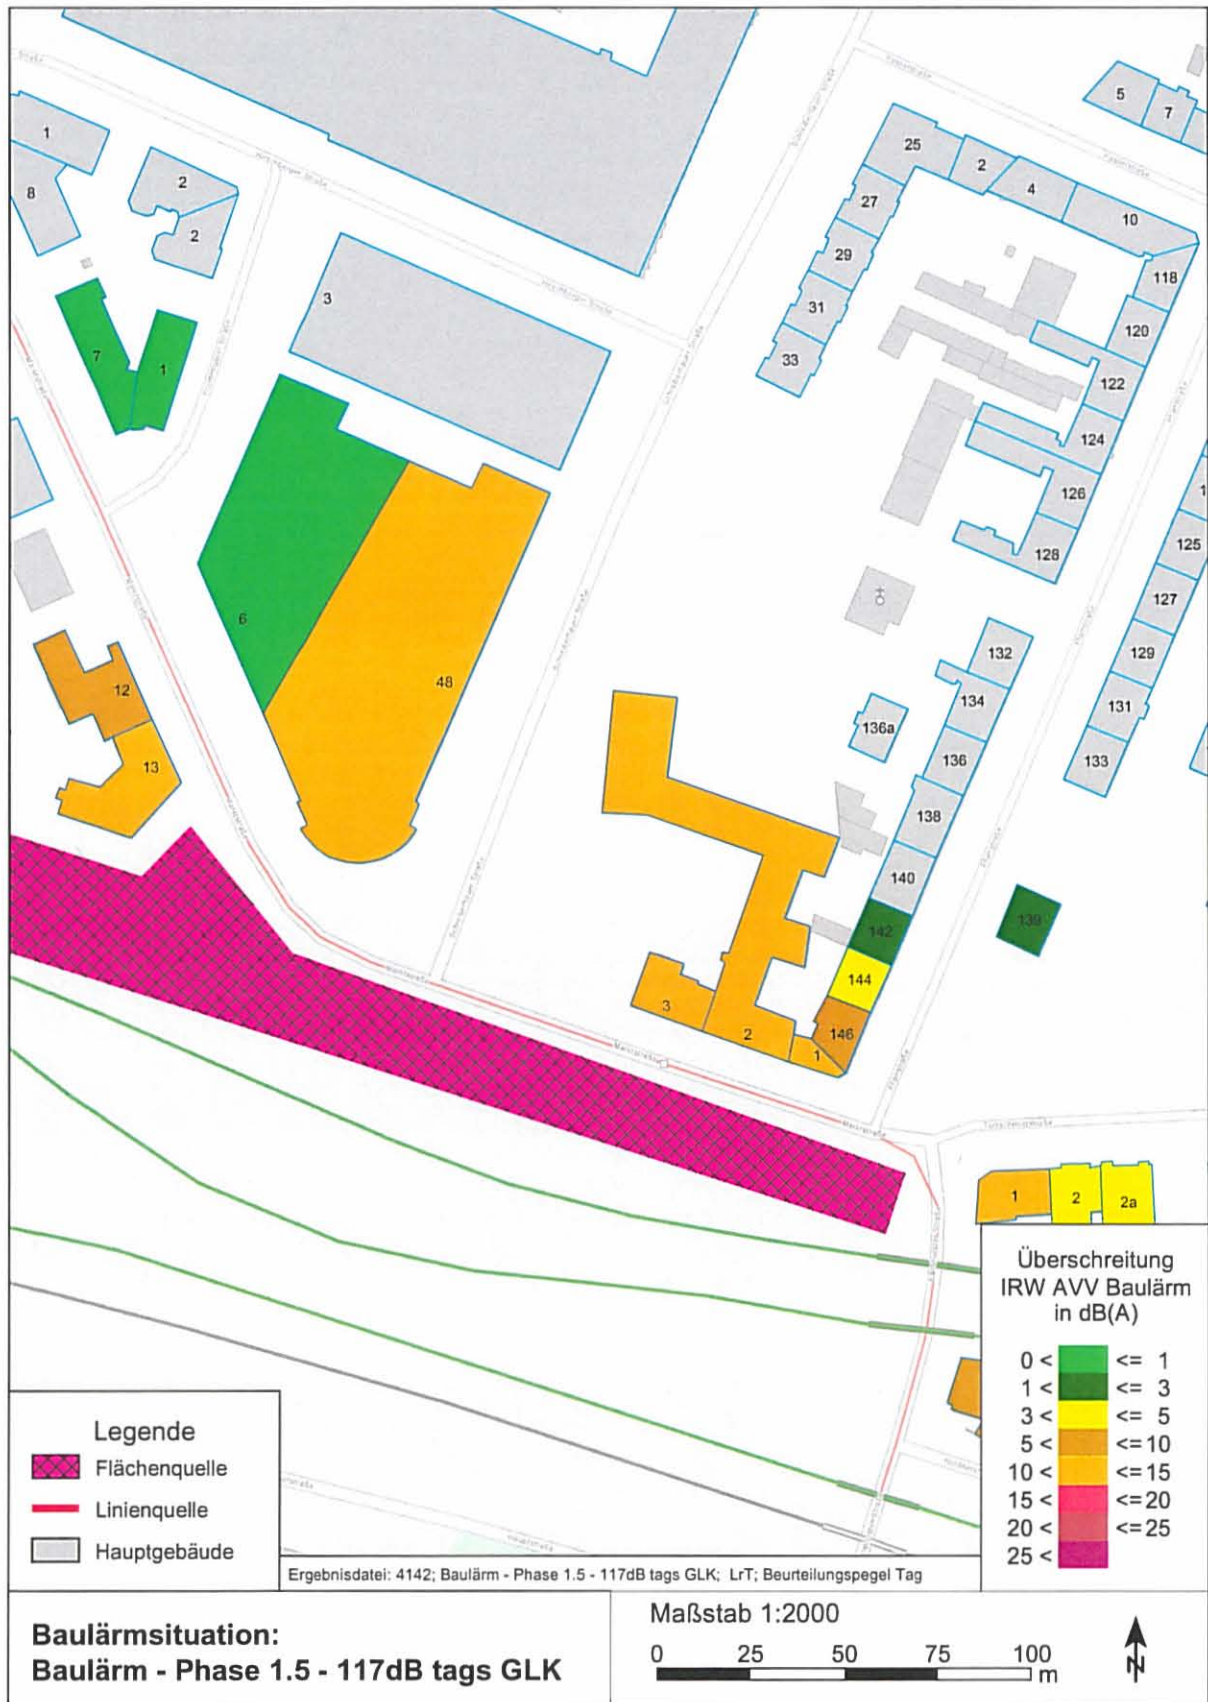 Straße
5
7
1
2
25
2
4
8
2
27
10
3
29
118
31
120
33
7
1
122
124
126
1
125
128
127
6
132
129
12
48
134
131
136a
136
133
13
138
140
142
139
144
3
2
1
146
1
2
2a
Überschreitung
IRW AVV Baulärm
in dB(A)
0 < <= 1
1 < <= 3
3 < <= 5
5 < <= 10
10 < <= 15
15 < <= 20
20 < <= 25
25 <
Legende
Flächenquelle
Linienquelle
Hauptgebäude
Ergebnisdatei: 4142; Baulärm - Phase 1.5 - 117dB tags GLK; LrT; Beurteilungspegel Tag
Baulärmsituation:
Baulärm - Phase 1.5 - 117dB tags GLK
Maßstab 1:2000
0 25 50 75 100
m
N